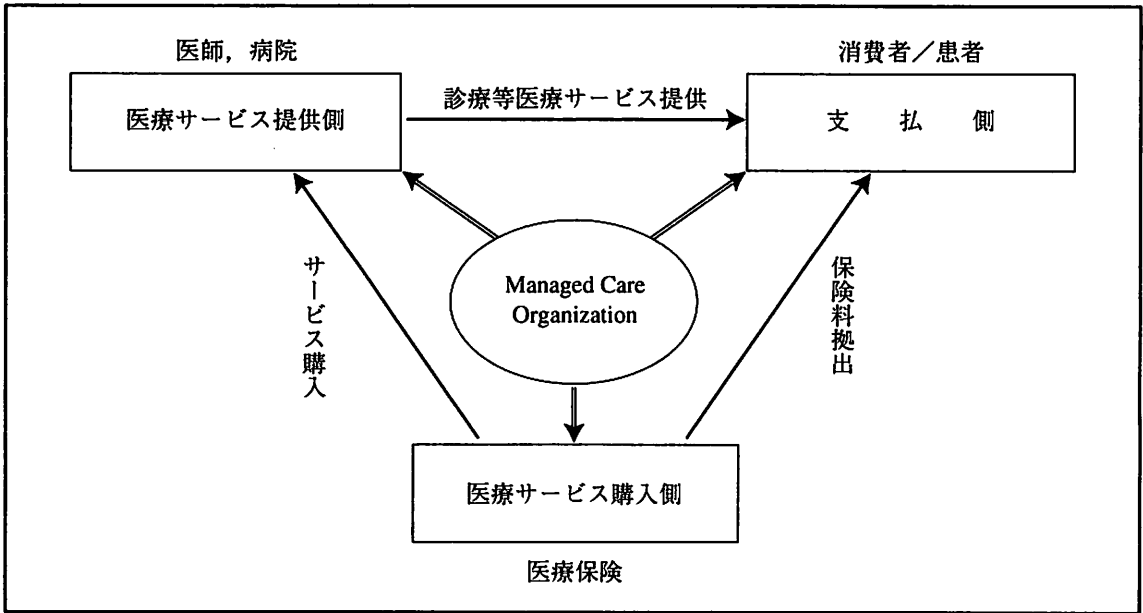 医師，病院
消費者／患者
医療サービス提供側
診療等医療サービス提供
支　払　側
サービス購入
Managed Care
Organization
保険料拠出
医療サービス購入側
医療保険